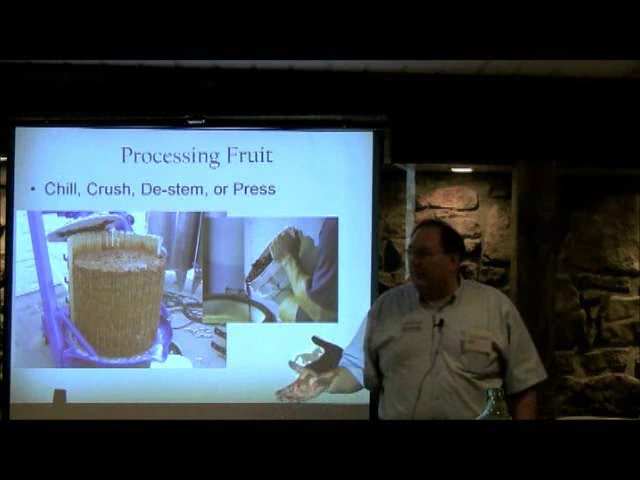 Processing Fruit
• Chill, Crush, De-stem, or Press